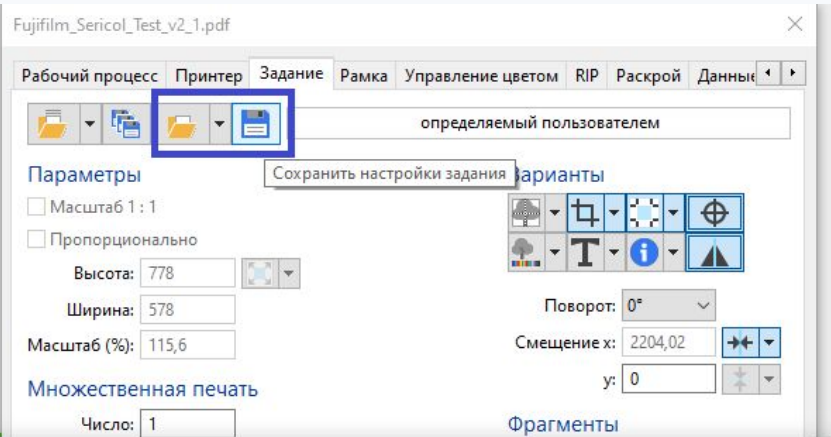 Fujifilm_Sericol_Test_v2_1.pdf
Рабочий процесс Принтер Задание Рамка Управление цветом RIP Раскрой Данные
определяемый пользователем
Сохранить настройки задания
Параметры
Масштаб 1 : 1
Пропорционально
Высота: 778
Ширина: 578
Масштаб (%): 115,6
Множественная печать
Число: 1
Варианты
Поворот: 0°
Смещение x: 2204,02
y: 0
Фрагменты